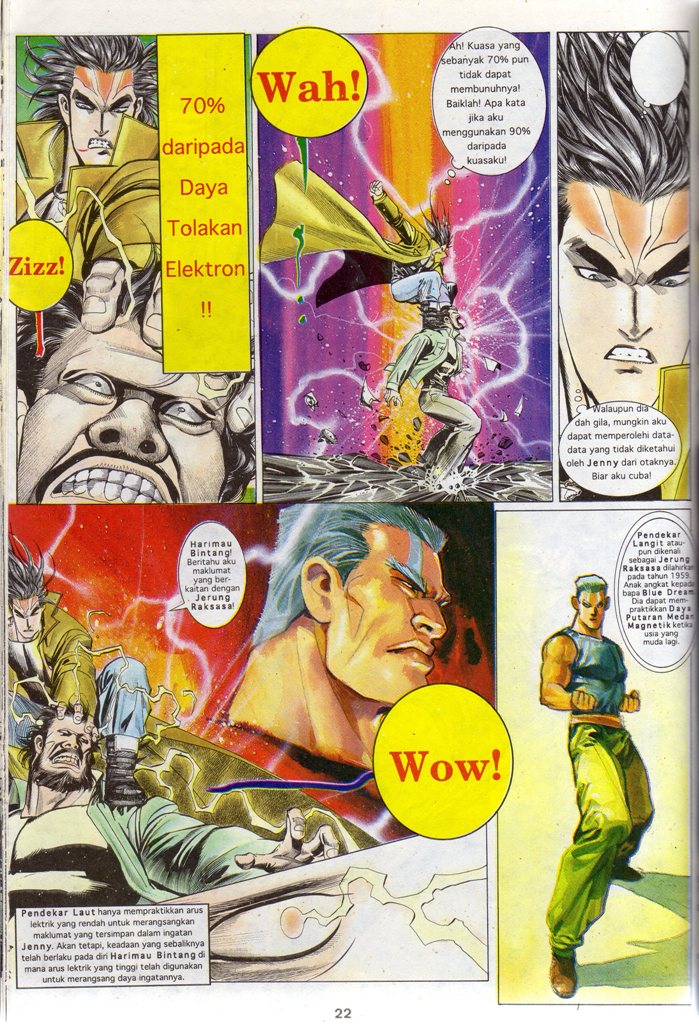 70%
daripada
Daya
Tolakan
Elektron
!!
Zizz!
Wah!
Ah! Kuasa yang
sebanyak 70% pun
tidak dapat
membunuhnya!
Baiklah! Apa kata
jika aku
menggunakan 90%
daripada
kuasaku!
Walaupun dia
dah gila, mungkin aku
dapat memperolehi data-
data yang tidak diketahui
oleh Jenny dari otaknya.
Biar aku cuba!
Harimau
Bintang!
Beritahu aku
maklumat
yang ber-
kaitan dengan
Jerung
Raksasa!
Wow!
Pendekar
Langit atau-
pun dikenali
sebagai Jerung
Raksasa dilahirkan
pada tahun 1959.
Anak angkat kepada
bapa Blue Dream.
Dia dapat mem-
praktikkan Daya
Putaran Medan
Magnetik ketika
usia yang
muda lagi.
Pendekar Laut hanya mempraktikkan arus
lektrik yang rendah untuk merangsangkan
maklumat yang tersimpan dalam ingatan
Jenny. Akan tetapi, keadaan yang sebaliknya
telah berlaku pada diri Harimau Bintang di
mana arus lektrik yang tinggi telah digunakan
untuk merangsang daya ingatannya.
22